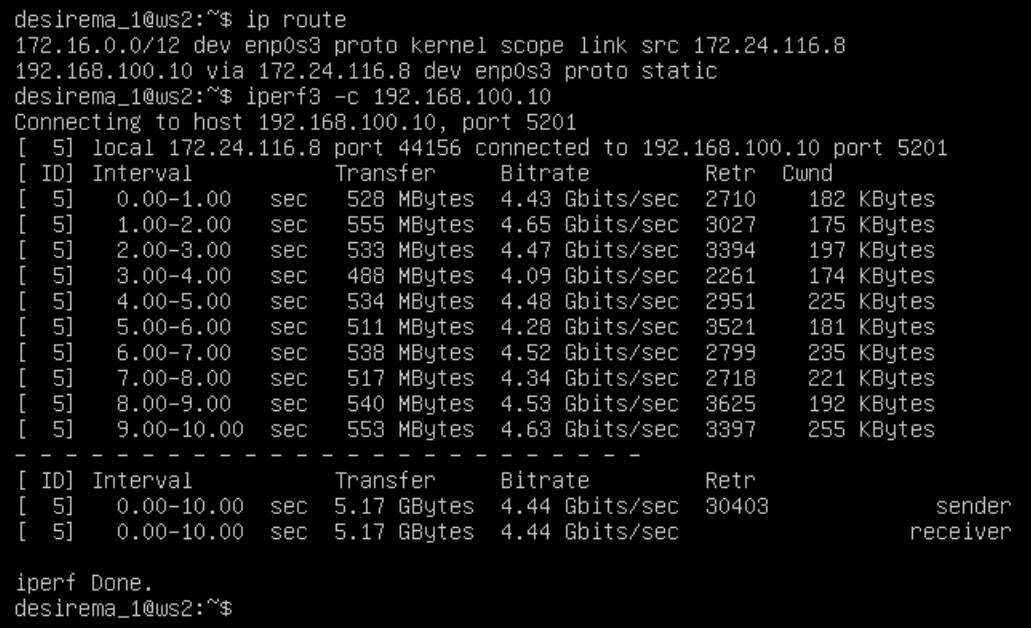 desirema_1@ws2:~$ ip route
172.16.0.0/12 dev enp0s3 proto kernel scope link src 172.24.116.8
192.168.100.10 via 172.24.116.8 dev enp0s3 proto static
desirema_1@ws2:~$ iperf3 -c 192.168.100.10
Connecting to host 192.168.100.10, port 5201
[  5] local 172.24.116.8 port 44156 connected to 192.168.100.10 port 5201
[ ID] Interval           Transfer     Bitrate         Retr  Cwnd
[  5]   0.00-1.00   sec   528 MBytes  4.43 Gbits/sec  2710    182 KBytes
[  5]   1.00-2.00   sec   555 MBytes  4.65 Gbits/sec  3027    175 KBytes
[  5]   2.00-3.00   sec   533 MBytes  4.47 Gbits/sec  3394    197 KBytes
[  5]   3.00-4.00   sec   488 MBytes  4.09 Gbits/sec  2261    174 KBytes
[  5]   4.00-5.00   sec   534 MBytes  4.48 Gbits/sec  2951    225 KBytes
[  5]   5.00-6.00   sec   511 MBytes  4.28 Gbits/sec  3521    181 KBytes
[  5]   6.00-7.00   sec   538 MBytes  4.52 Gbits/sec  2799    235 KBytes
[  5]   7.00-8.00   sec   517 MBytes  4.34 Gbits/sec  2718    221 KBytes
[  5]   8.00-9.00   sec   540 MBytes  4.53 Gbits/sec  3625    192 KBytes
[  5]   9.00-10.00  sec   553 MBytes  4.63 Gbits/sec  3397    255 KBytes
- - - - - - - - - - - - - - - - - - - - - - - - -
[ ID] Interval           Transfer     Bitrate         Retr
[  5]   0.00-10.00  sec  5.17 GBytes  4.44 Gbits/sec  30403             sender
[  5]   0.00-10.00  sec  5.17 GBytes  4.44 Gbits/sec                  receiver
iperf Done.
desirema_1@ws2:~$